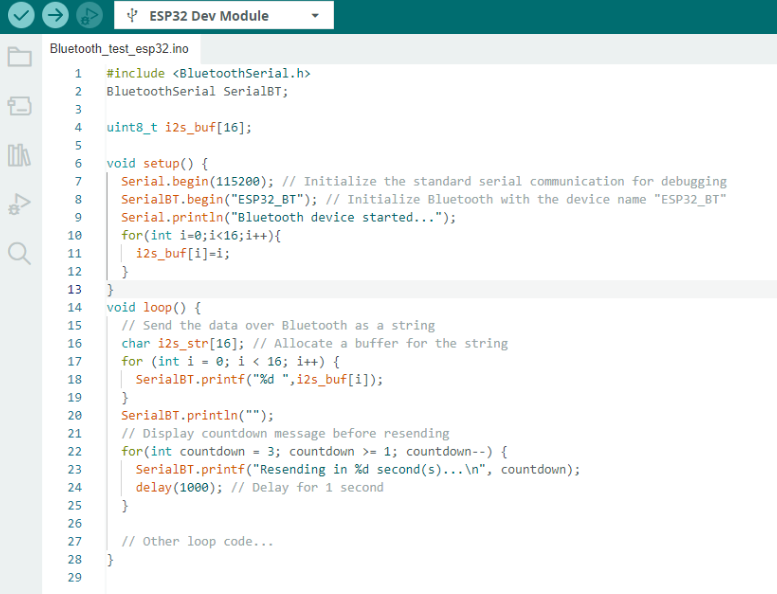 ESP32 Dev Module
Bluetooth_test_esp32.ino
1 #include <BluetoothSerial.h>
2 BluetoothSerial SerialBT;
3
4 uint8_t i2s_buf[16];
5
6 void setup() {
7   Serial.begin(115200); // Initialize the standard serial communication for debugging
8   SerialBT.begin("ESP32_BT"); // Initialize Bluetooth with the device name "ESP32_BT"
9   Serial.println("Bluetooth device started...");
10   for(int i=0;i<16;i++){
11     i2s_buf[i]=i;
12   }
13 }
14 void loop() {
15   // Send the data over Bluetooth as a string
16   char i2s_str[16]; // Allocate a buffer for the string
17   for (int i = 0; i < 16; i++) {
18     SerialBT.printf("%d ",i2s_buf[i]);
19   }
20   SerialBT.println("");
21   // Display countdown message before resending
22   for(int countdown = 3; countdown >= 1; countdown--) {
23     SerialBT.printf("Resending in %d second(s)...\n", countdown);
24     delay(1000); // Delay for 1 second
25   }
26
27   // Other loop code...
28 }
29